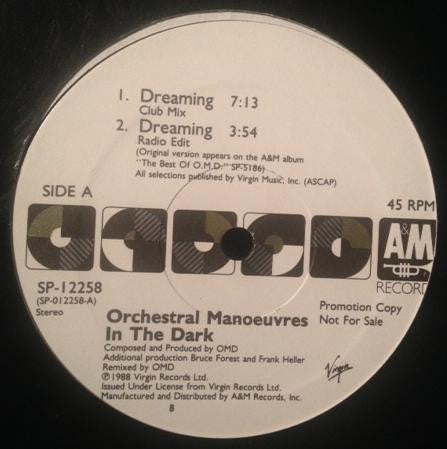 1. Dreaming 7:13
Club Mix
2. Dreaming 3:54
Radio Edit
(Original version appears on the A&M album
"The Best Of O.M.D." SP-5186)
All selections published by Virgin Music, Inc. (ASCAP)
SIDE A
45 RPM
A&M
RECORDS
SP-12258
(SP-012258-A)
Stereo
Promotion Copy
Not For Sale
Orchestral Manoeuvres
In The Dark
Composed and Produced by OMD
Additional production Bruce Forest and Frank Heller
Remixed by OMD
℗1988 Virgin Records Ltd.
Issued Under License from Virgin Records Ltd.
Manufactured and Distributed by A&M Records, Inc.
Virgin
8